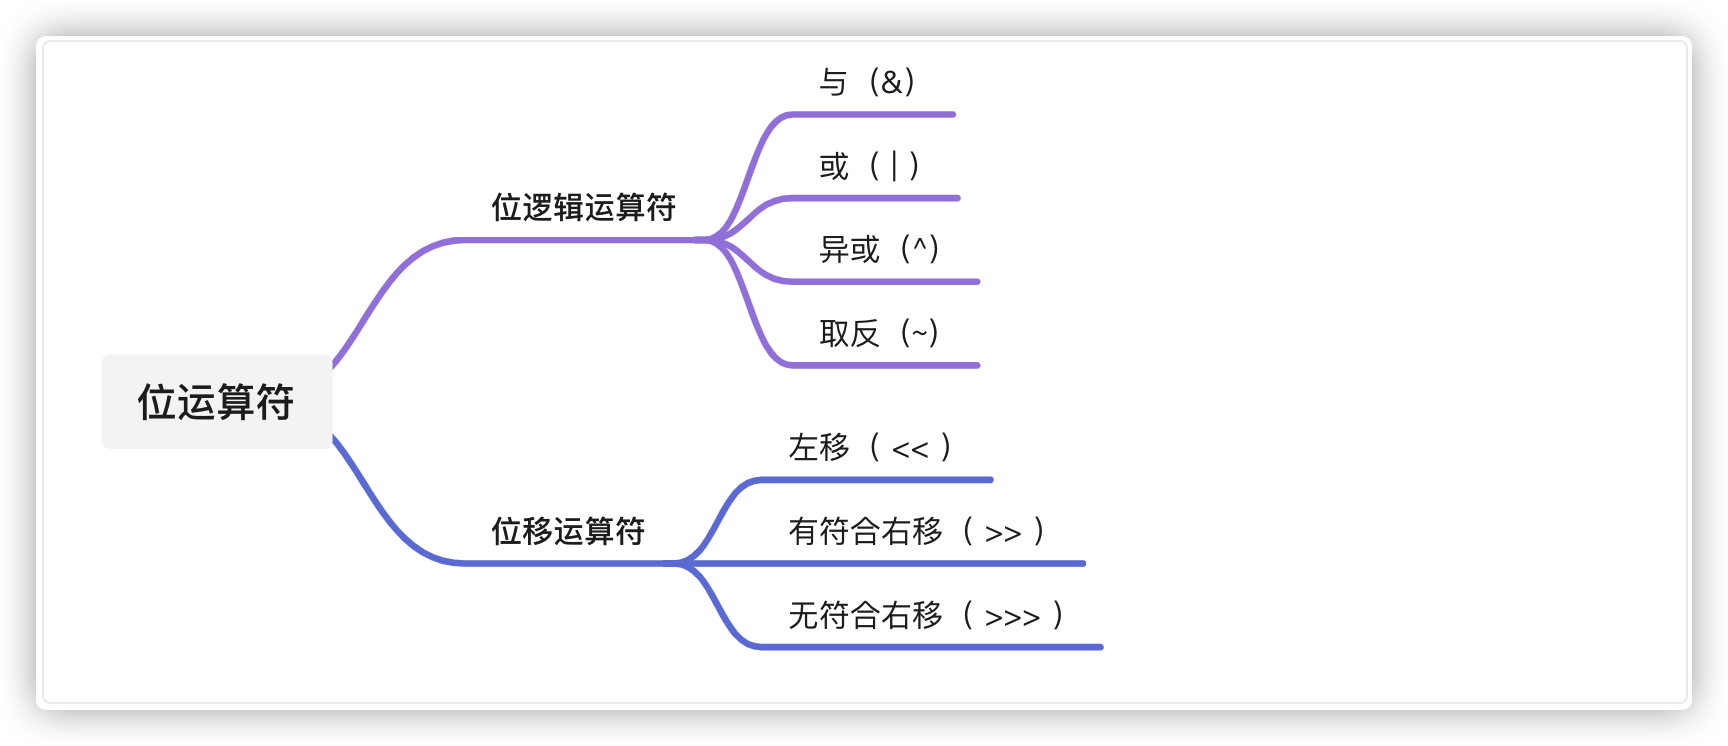 位运算符
位逻辑运算符
与（&）
或（ | ）
异或（^）
取反（~）
位移运算符
左移（ << ）
有符合右移（ >> ）
无符合右移（ >>> ）